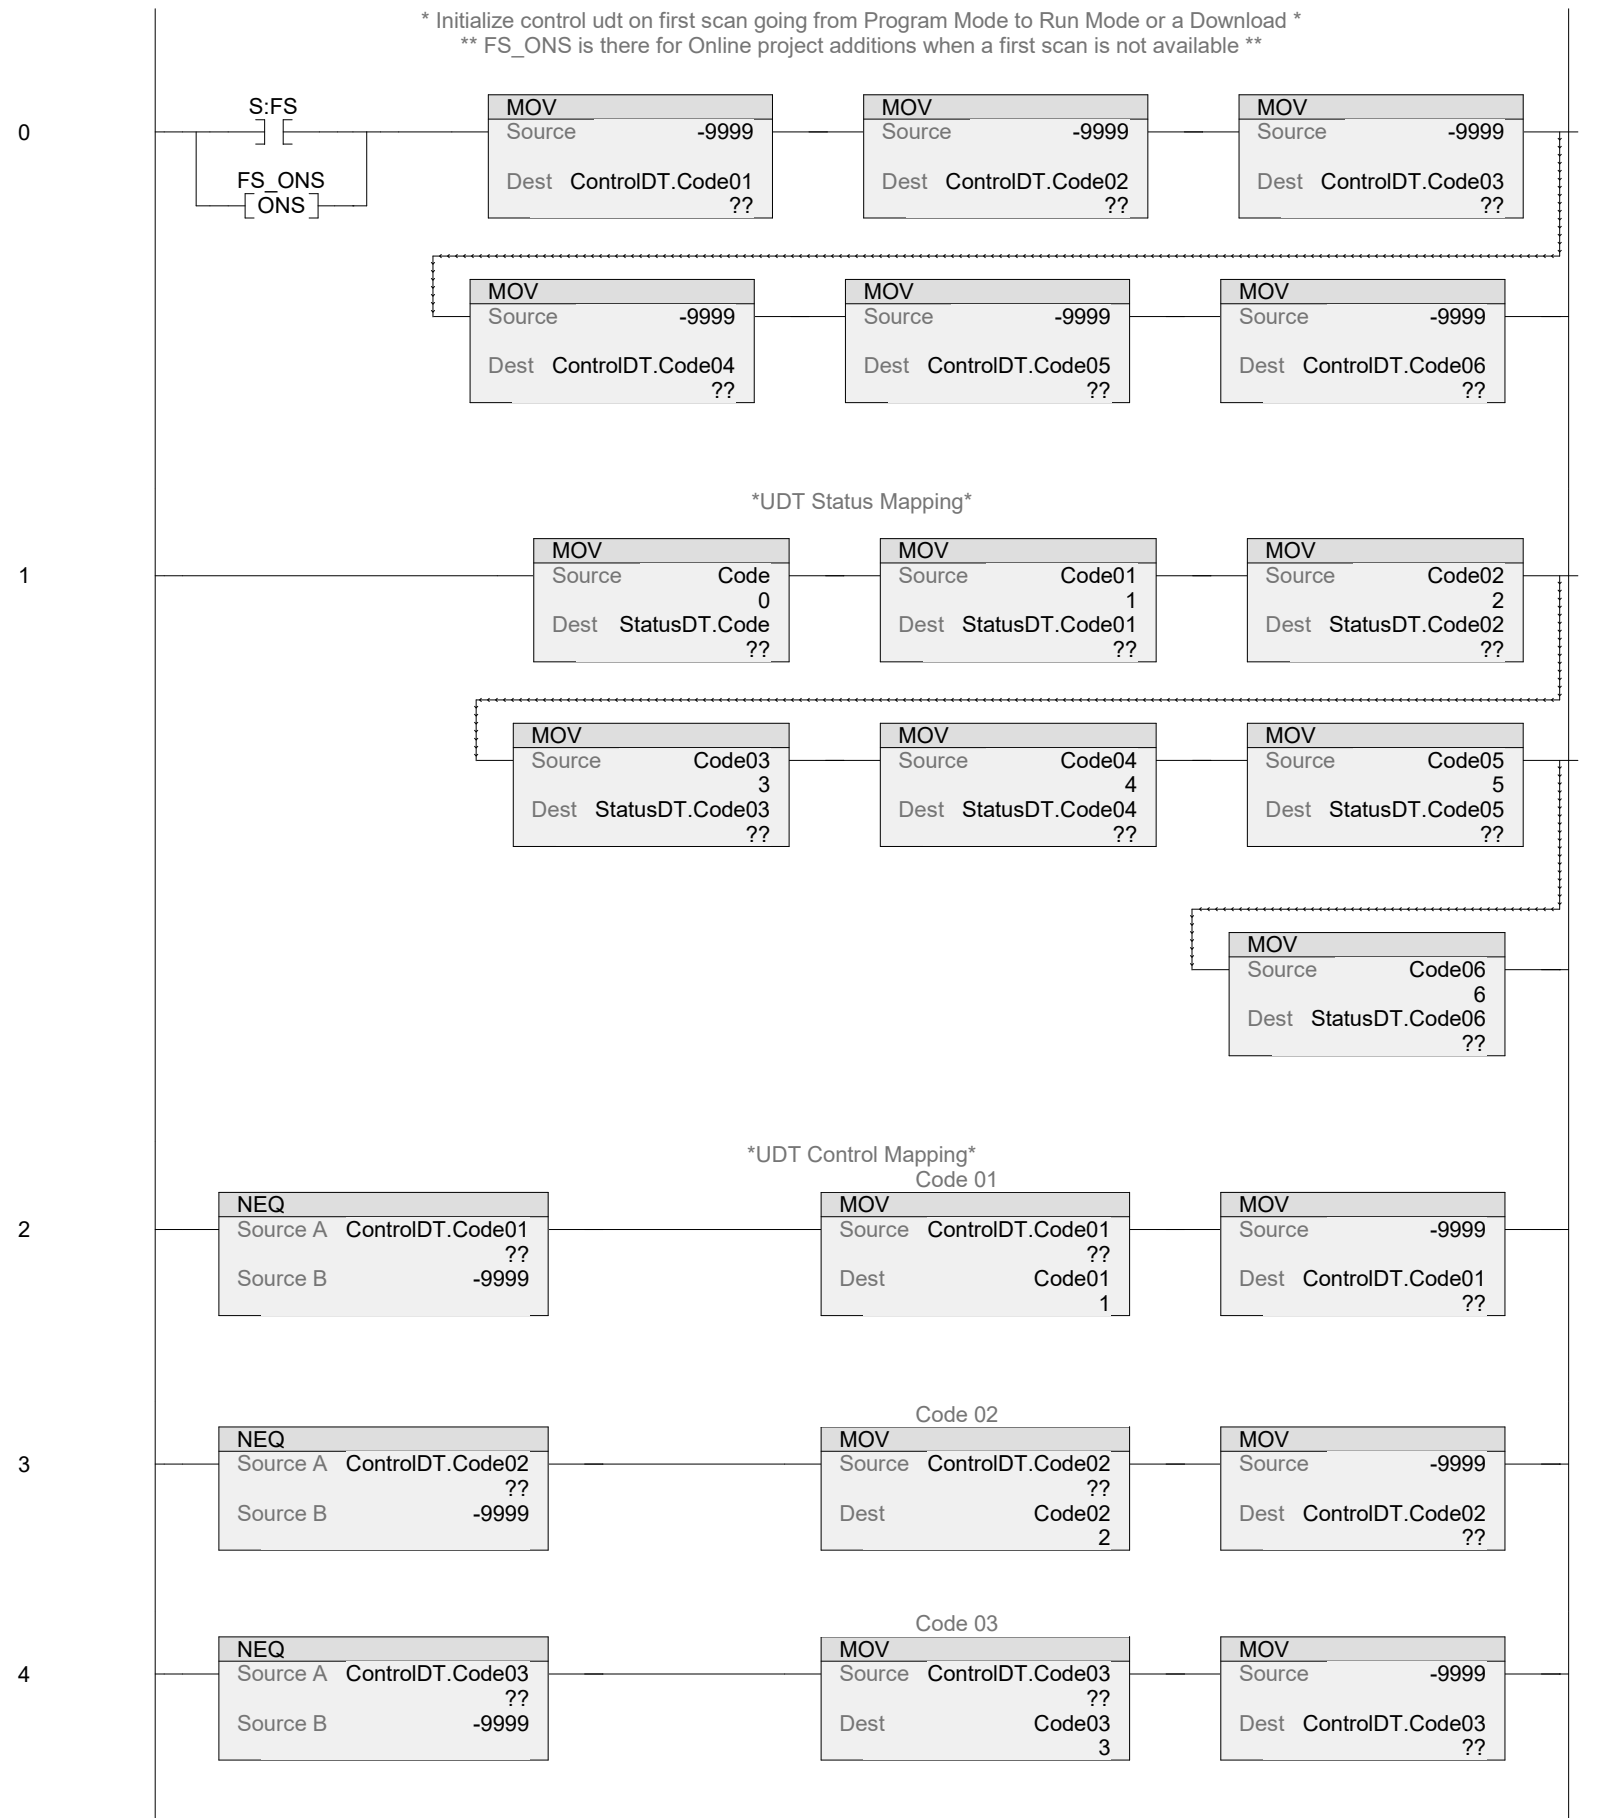 * Initialize control udt on first scan going from Program Mode to Run Mode or a Download *
** FS_ONS is there for Online project additions when a first scan is not available **
0
S:FS
FS_ONS
ONS
MOV
Source -9999
Dest ControlDT.Code01
??
MOV
Source -9999
Dest ControlDT.Code02
??
MOV
Source -9999
Dest ControlDT.Code03
??
MOV
Source -9999
Dest ControlDT.Code04
??
MOV
Source -9999
Dest ControlDT.Code05
??
MOV
Source -9999
Dest ControlDT.Code06
??
*UDT Status Mapping*
1
MOV
Source Code
0
Dest StatusDT.Code
??
MOV
Source Code01
1
Dest StatusDT.Code01
??
MOV
Source Code02
2
Dest StatusDT.Code02
??
MOV
Source Code03
3
Dest StatusDT.Code03
??
MOV
Source Code04
4
Dest StatusDT.Code04
??
MOV
Source Code05
5
Dest StatusDT.Code05
??
MOV
Source Code06
6
Dest StatusDT.Code06
??
*UDT Control Mapping*
Code 01
2
NEQ
Source A ControlDT.Code01
??
Source B -9999
MOV
Source ControlDT.Code01
??
Dest Code01
1
MOV
Source -9999
Dest ControlDT.Code01
??
Code 02
3
NEQ
Source A ControlDT.Code02
??
Source B -9999
MOV
Source ControlDT.Code02
??
Dest Code02
2
MOV
Source -9999
Dest ControlDT.Code02
??
Code 03
4
NEQ
Source A ControlDT.Code03
??
Source B -9999
MOV
Source ControlDT.Code03
??
Dest Code03
3
MOV
Source -9999
Dest ControlDT.Code03
??